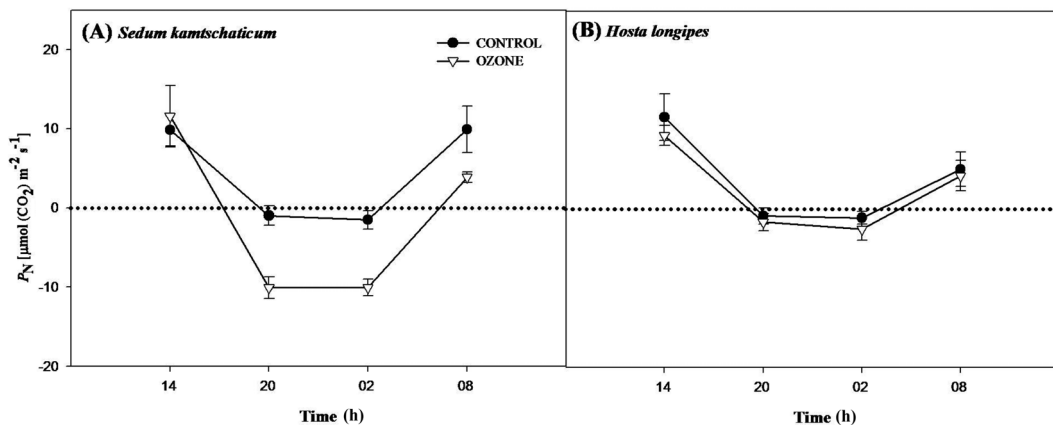 (A) Sedum kamtschaticum
CONTROL
OZONE
(B) Hosta longipes
PN [μmol (CO2) m-2 s-1]
20
10
0
-10
-20
14 20 02 08
14 20 02 08
Time (h)
Time (h)